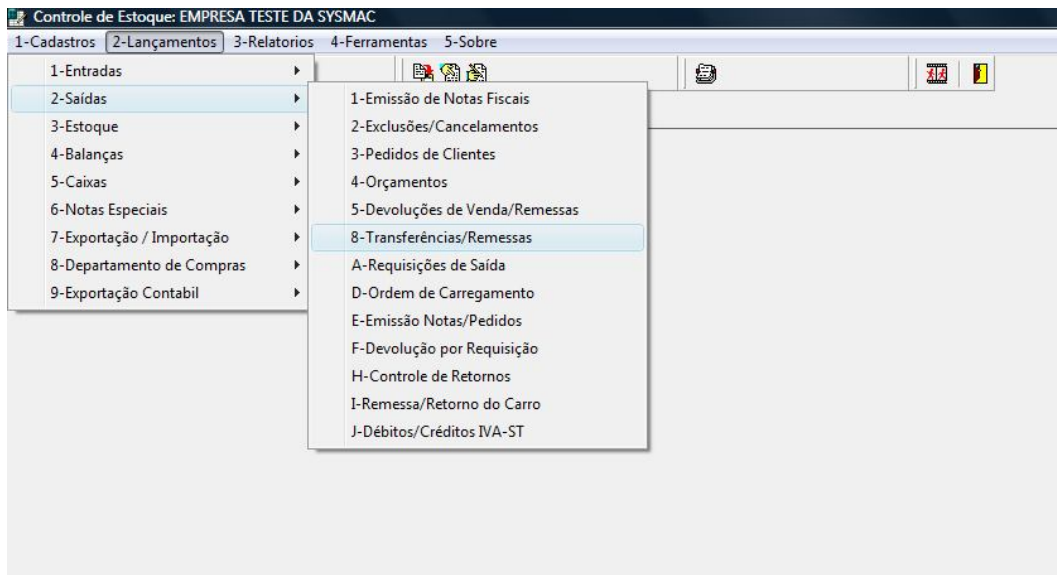 Controle de Estoque: EMPRESA TESTE DA SYSMAC
1-Cadastros 2-Lançamentos 3-Relatorios 4-Ferramentas 5-Sobre
1-Entradas
2-Saídas
3-Estoque
4-Balanças
5-Caixas
6-Notas Especiais
7-Exportação / Importação
8-Departamento de Compras
9-Exportação Contabil
1-Emissão de Notas Fiscais
2-Exclusões/Cancelamentos
3-Pedidos de Clientes
4-Orçamentos
5-Devoluções de Venda/Remessas
8-Transferências/Remessas
A-Requisições de Saída
D-Ordem de Carregamento
E-Emissão Notas/Pedidos
F-Devolução por Requisição
H-Controle de Retornos
I-Remessa/Retorno do Carro
J-Débitos/Créditos IVA-ST